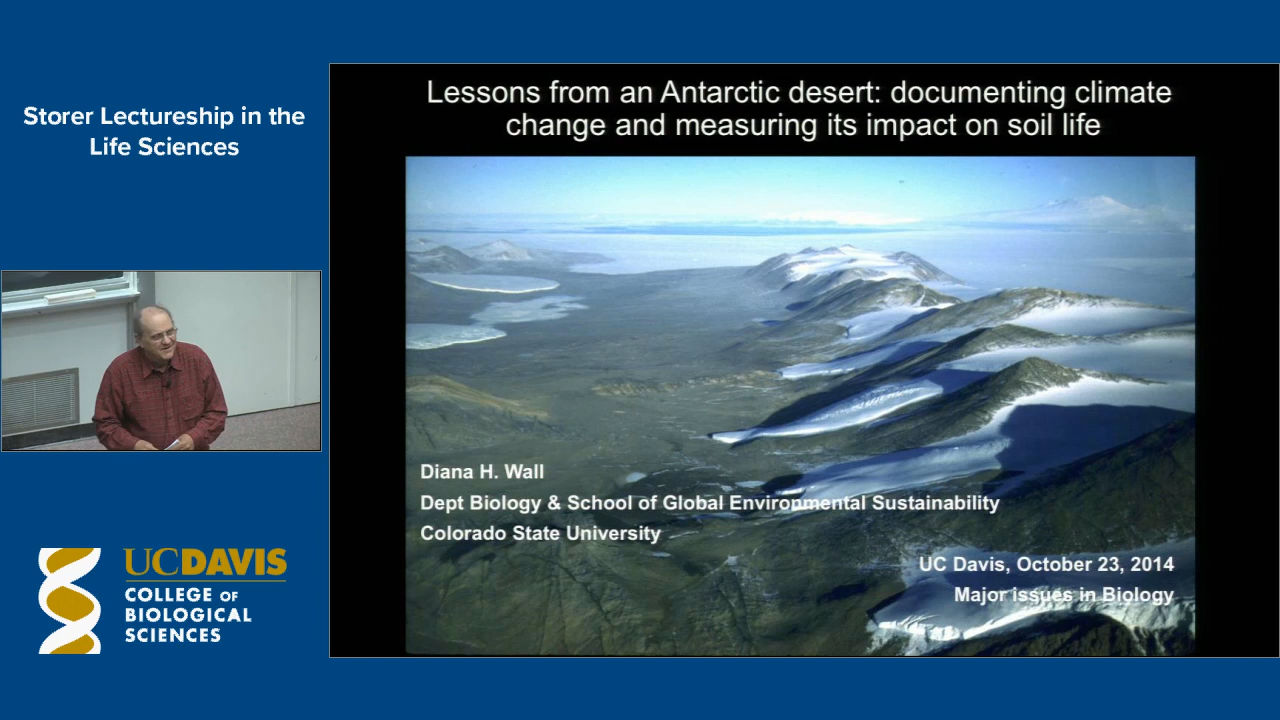 Storer Lectureship in the
Life Sciences
Lessons from an Antarctic desert: documenting climate
change and measuring its impact on soil life
Diana H. Wall
Dept Biology & School of Global Environmental Sustainability
Colorado State University
UC Davis, October 23, 2014
Major issues in Biology
UCDAVIS
COLLEGE OF
BIOLOGICAL
SCIENCES